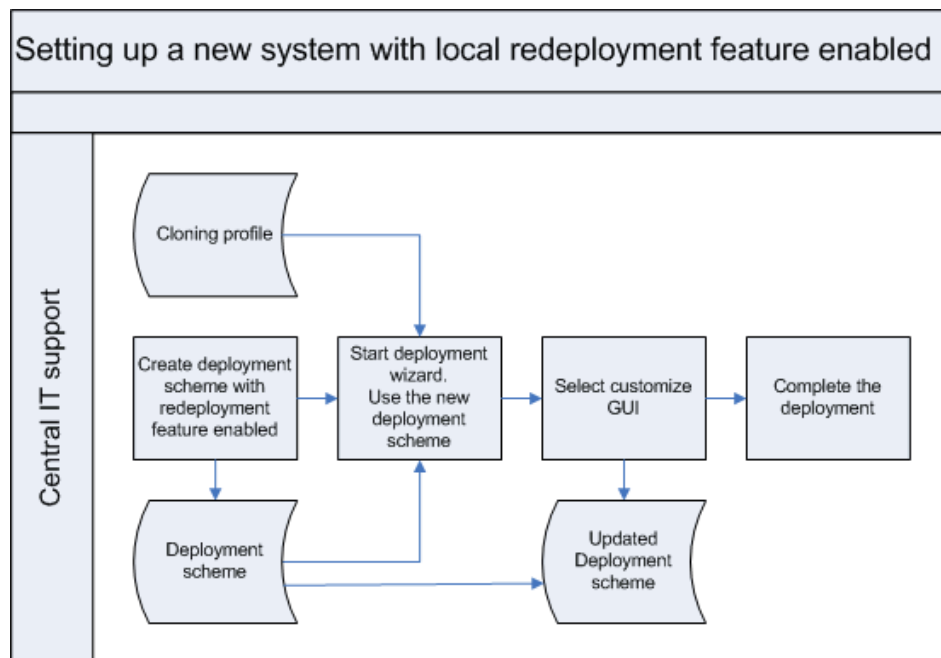 Setting up a new system with local redeployment feature enabled
Central IT support
Cloning profile
Create deployment
scheme with
redeployment
feature enabled
Start deployment
wizard.
Use the new
deployment
scheme
Select customize
GUI
Complete the
deployment
Deployment
scheme
Updated
Deployment
scheme